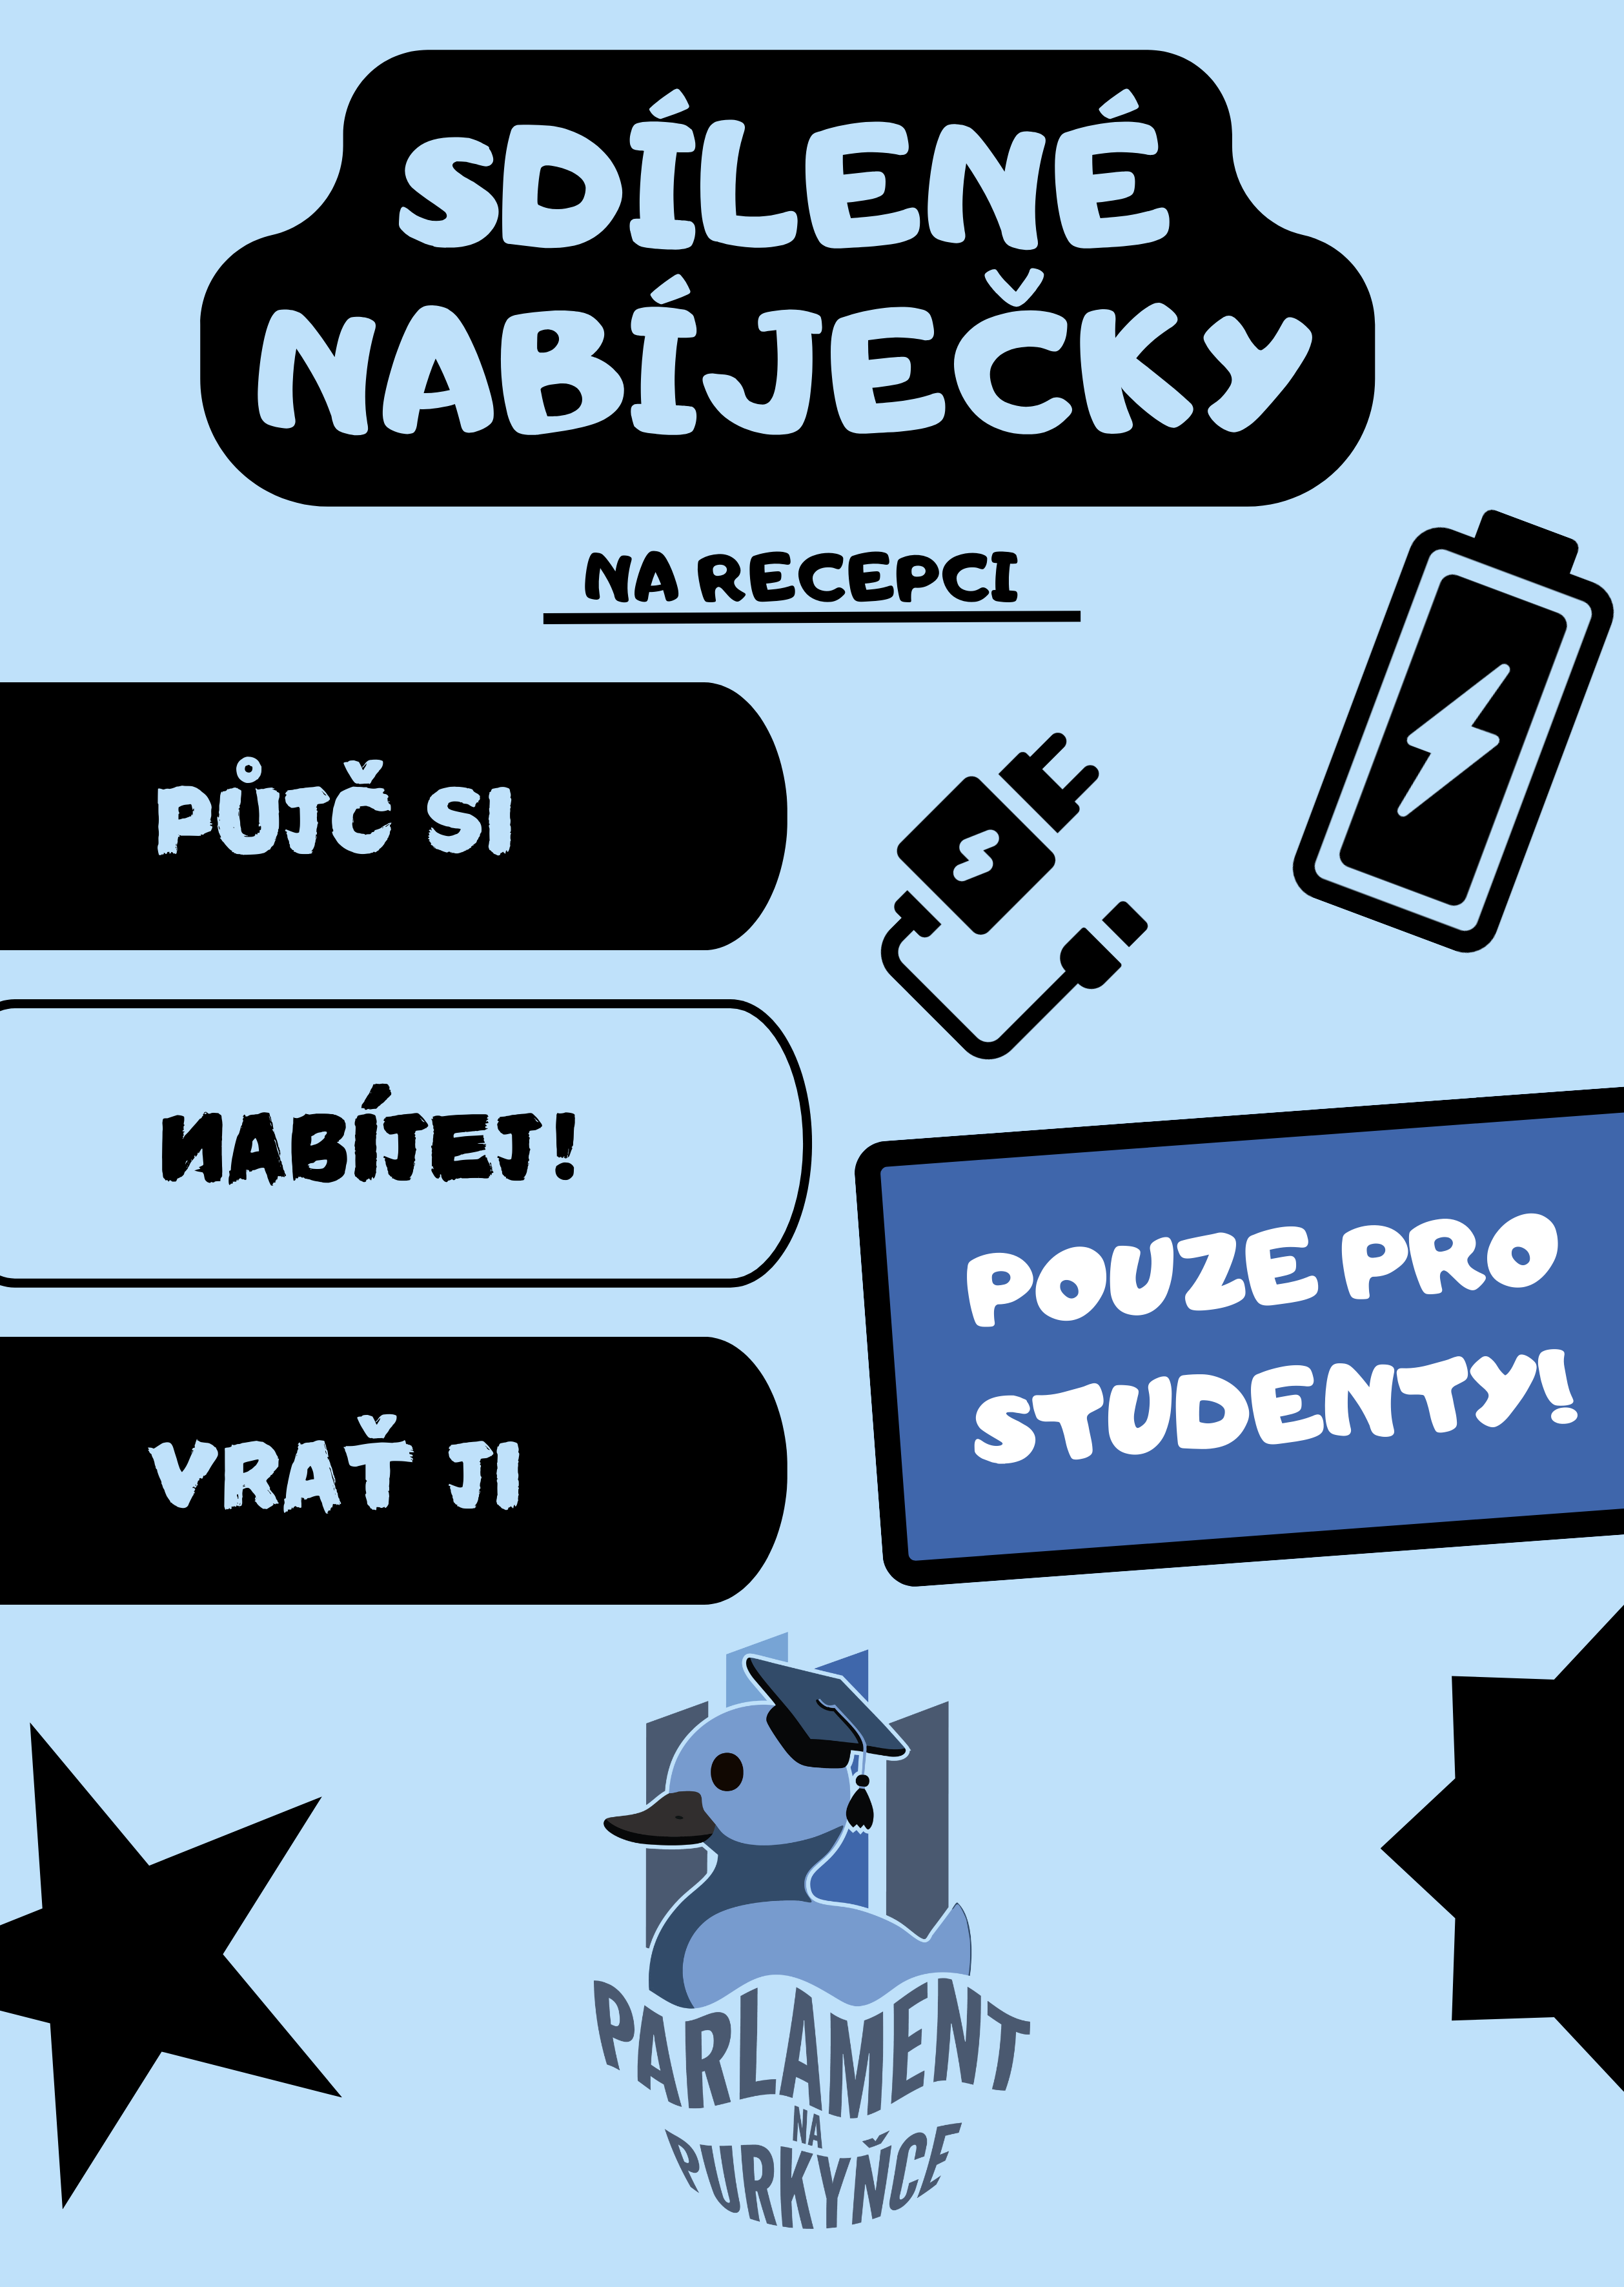 SDÍLENÉ
NABÍJEČKY
NA RECEPCI
PŮJČ SI
NABÍJEJ!
VRAŤ JI
POUZE PRO
STUDENTY!
PARLAMENT
NA
PURKYŇCE